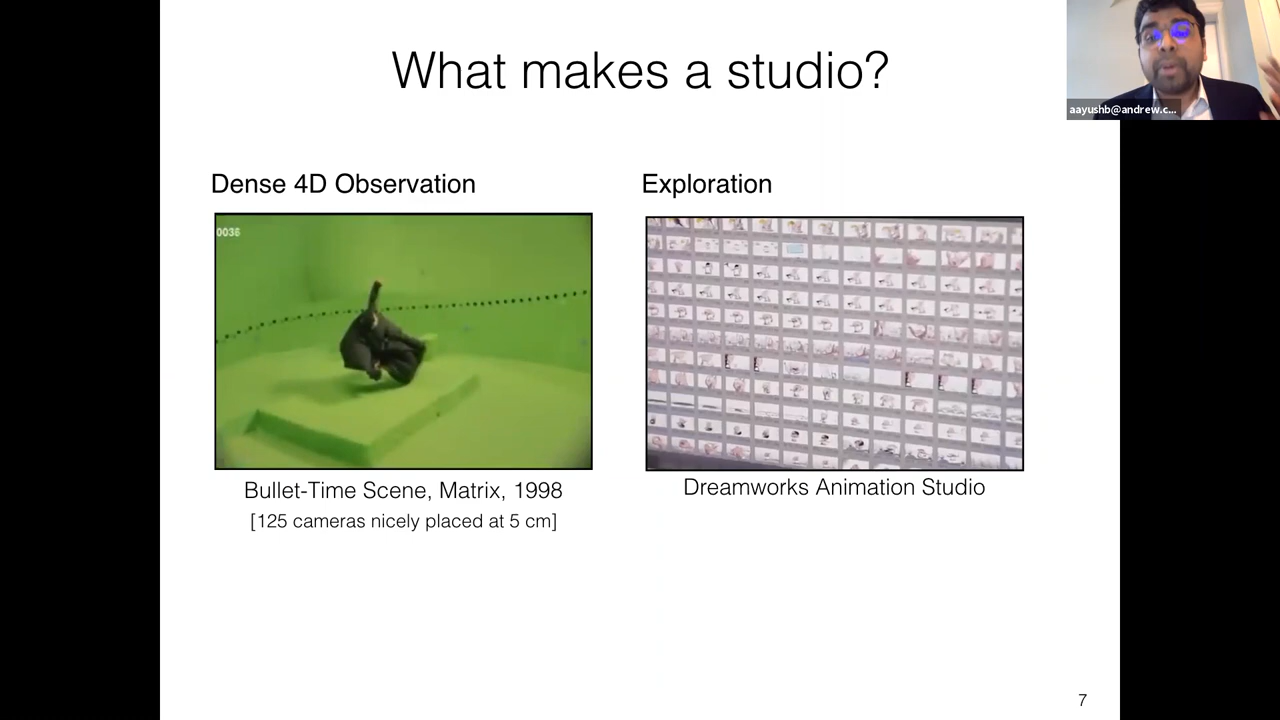 What makes a studio?
aayushb@andrew.c...
Dense 4D Observation
Exploration
0036
Bullet-Time Scene, Matrix, 1998
[125 cameras nicely placed at 5 cm]
Dreamworks Animation Studio
7